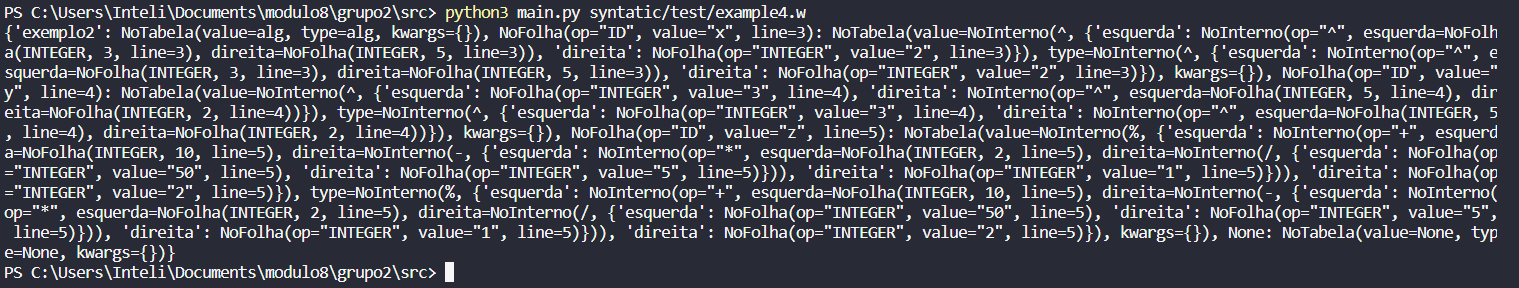 PS C:\Users\Inteli\Documents\modulo8\grupo2\src> python3 main.py syntatic/test/example4.w
{'exemplo2': NoTabela(value=alg, type=alg, kwargs={}), NoFolha(op="ID", value="x", line=3): NoTabela(value=NoInterno(^, {'esquerda': NoInterno(op="^", esquerda=NoFolh
a(INTEGER, 3, line=3), direita=NoFolha(INTEGER, 5, line=3)), 'direita': NoFolha(op="INTEGER", value="2", line=3)}), type=NoInterno(^, {'esquerda': NoInterno(op="^", e
squerda=NoFolha(INTEGER, 3, line=3), direita=NoFolha(INTEGER, 5, line=3)), 'direita': NoFolha(op="INTEGER", value="2", line=3)}), kwargs={}), NoFolha(op="ID", value="
y", line=4): NoTabela(value=NoInterno(^, {'esquerda': NoFolha(op="INTEGER", value="3", line=4), 'direita': NoInterno(op="^", esquerda=NoFolha(INTEGER, 5, line=4), dir
eita=NoFolha(INTEGER, 2, line=4))}), type=NoInterno(^, {'esquerda': NoFolha(op="INTEGER", value="3", line=4), 'direita': NoInterno(op="^", esquerda=NoFolha(INTEGER, 5
, line=4), direita=NoFolha(INTEGER, 2, line=4))}), kwargs={}), NoFolha(op="ID", value="z", line=5): NoTabela(value=NoInterno(%, {'esquerda': NoInterno(op="+", esquerd
a=NoFolha(INTEGER, 10, line=5), direita=NoInterno(-, {'esquerda': NoInterno(op="*", esquerda=NoFolha(INTEGER, 2, line=5), direita=NoInterno(/, {'esquerda': NoFolha(op
="INTEGER", value="50", line=5), 'direita': NoFolha(op="INTEGER", value="5", line=5)})), 'direita': NoFolha(op="INTEGER", value="1", line=5)})), 'direita': NoFolha(op
="INTEGER", value="2", line=5)}), type=NoInterno(%, {'esquerda': NoInterno(op="+", esquerda=NoFolha(INTEGER, 10, line=5), direita=NoInterno(-, {'esquerda': NoInterno(
op="*", esquerda=NoFolha(INTEGER, 2, line=5), direita=NoInterno(/, {'esquerda': NoFolha(op="INTEGER", value="50", line=5), 'direita': NoFolha(op="INTEGER", value="5",
 line=5)})), 'direita': NoFolha(op="INTEGER", value="1", line=5)})), 'direita': NoFolha(op="INTEGER", value="2", line=5)}), kwargs={}), None: NoTabela(value=None, typ
e=None, kwargs={})}
PS C:\Users\Inteli\Documents\modulo8\grupo2\src>